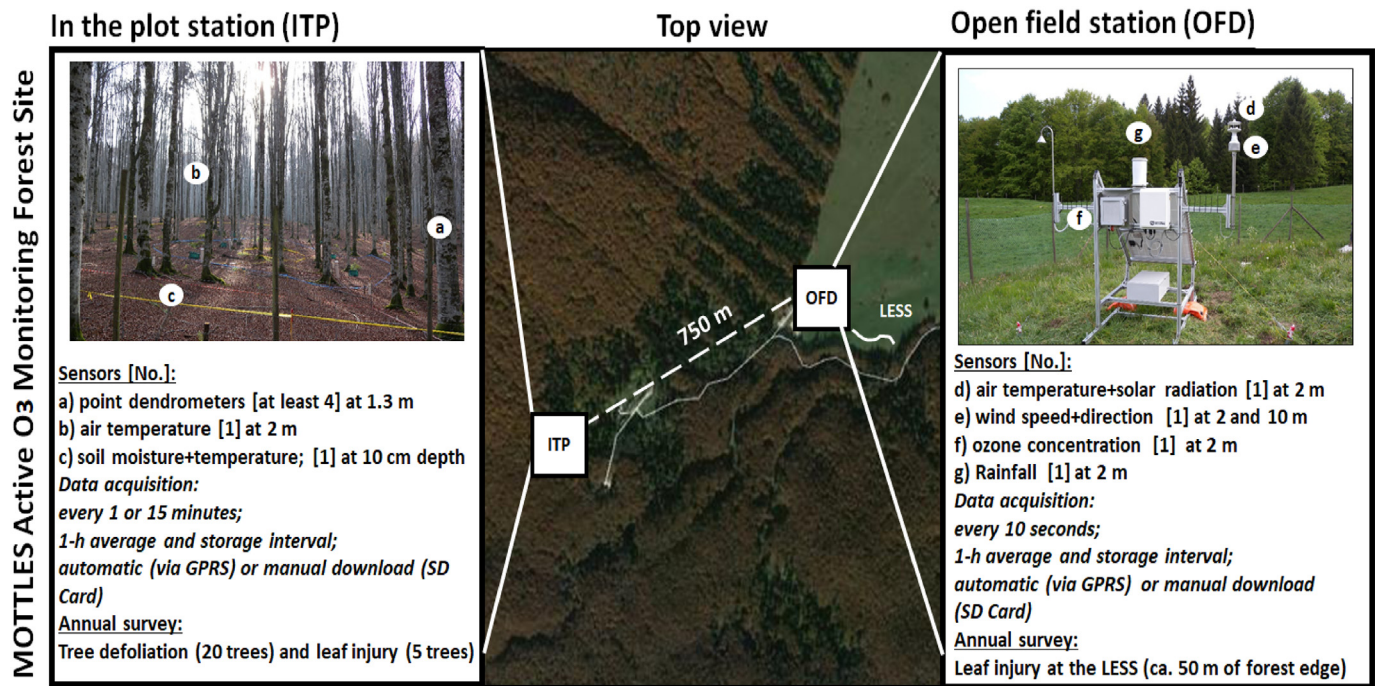 In the plot station (ITP)
Top view
Open field station (OFD)
MOTTLES Active O3 Monitoring Forest Site
b
a
c
A
Sensors [No.]:
a) point dendrometers [at least 4] at 1.3 m
b) air temperature [1] at 2 m
c) soil moisture+temperature; [1] at 10 cm depth
Data acquisition:
every 1 or 15 minutes;
1-h average and storage interval;
automatic (via GPRS) or manual download (SD
Card)
Annual survey:
Tree defoliation (20 trees) and leaf injury (5 trees)
OFD
LESS
750 m
ITP
d
g
e
f
Sensors [No.]:
d) air temperature+solar radiation [1] at 2 m
e) wind speed+direction [1] at 2 and 10 m
f) ozone concentration [1] at 2 m
g) Rainfall [1] at 2 m
Data acquisition:
every 10 seconds;
1-h average and storage interval;
automatic (via GPRS) or manual download
(SD Card)
Annual survey:
Leaf injury at the LESS (ca. 50 m of forest edge)